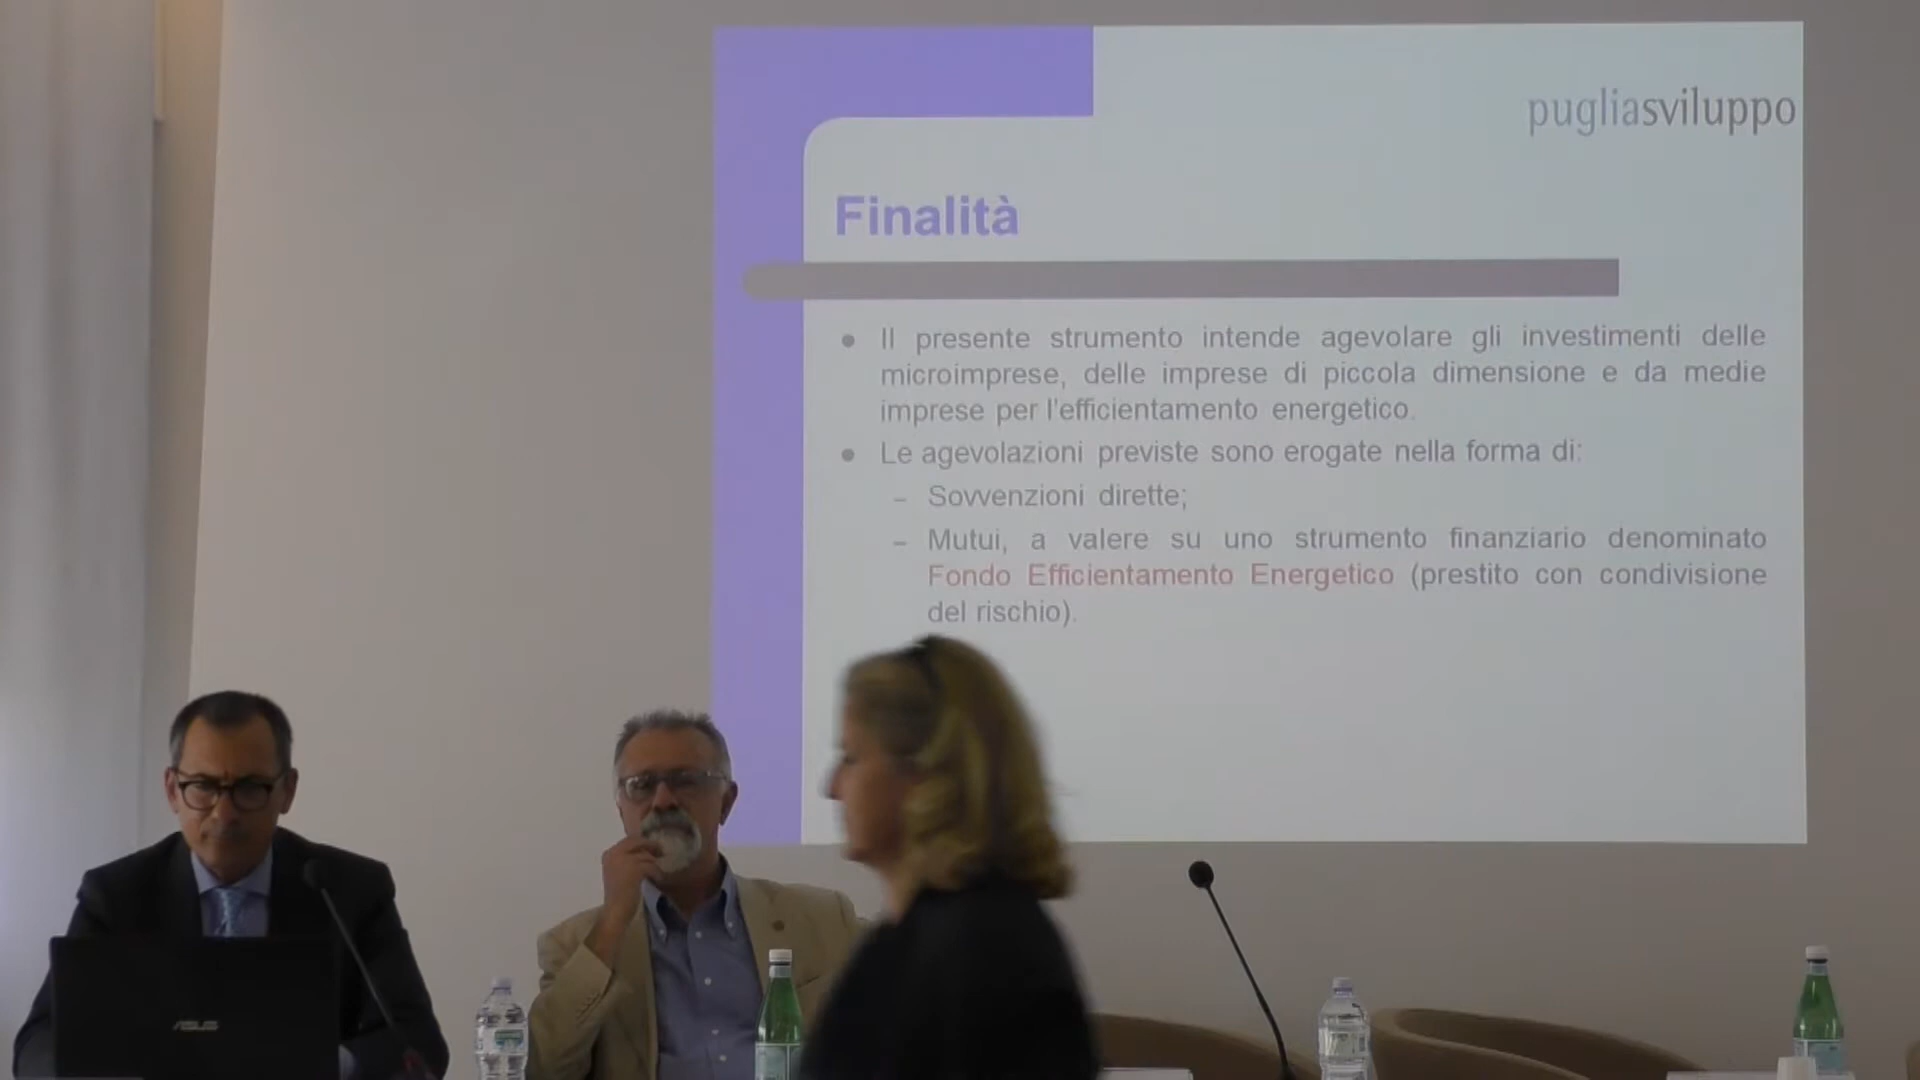 pugliasviluppo
Finalità
● Il presente strumento intende agevolare gli investimenti delle
microimprese, delle imprese di piccola dimensione e da medie
imprese per l'efficientamento energetico.
● Le agevolazioni previste sono erogate nella forma di:
– Sovvenzioni dirette;
– Mutui, a valere su uno strumento finanziario denominato
Fondo Efficientamento Energetico (prestito con condivisione
del rischio).
ASUS